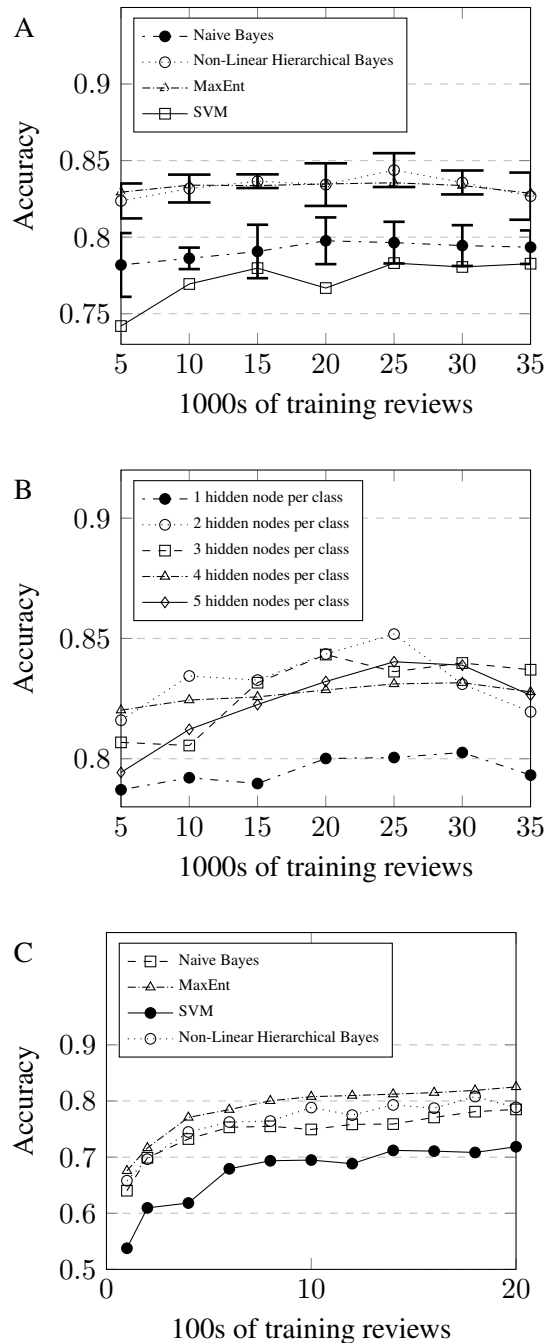 A
Naive Bayes
Non-Linear Hierarchical Bayes
MaxEnt
SVM
0.9
0.85
0.8
0.75
Accuracy
5 10 15 20 25 30 35
1000s of training reviews
B
1 hidden node per class
2 hidden nodes per class
3 hidden nodes per class
4 hidden nodes per class
5 hidden nodes per class
0.9
0.85
0.8
Accuracy
5 10 15 20 25 30 35
1000s of training reviews
C
Naive Bayes
MaxEnt
SVM
Non-Linear Hierarchical Bayes
0.9
0.8
0.7
0.6
0.5
Accuracy
0 10 20
100s of training reviews